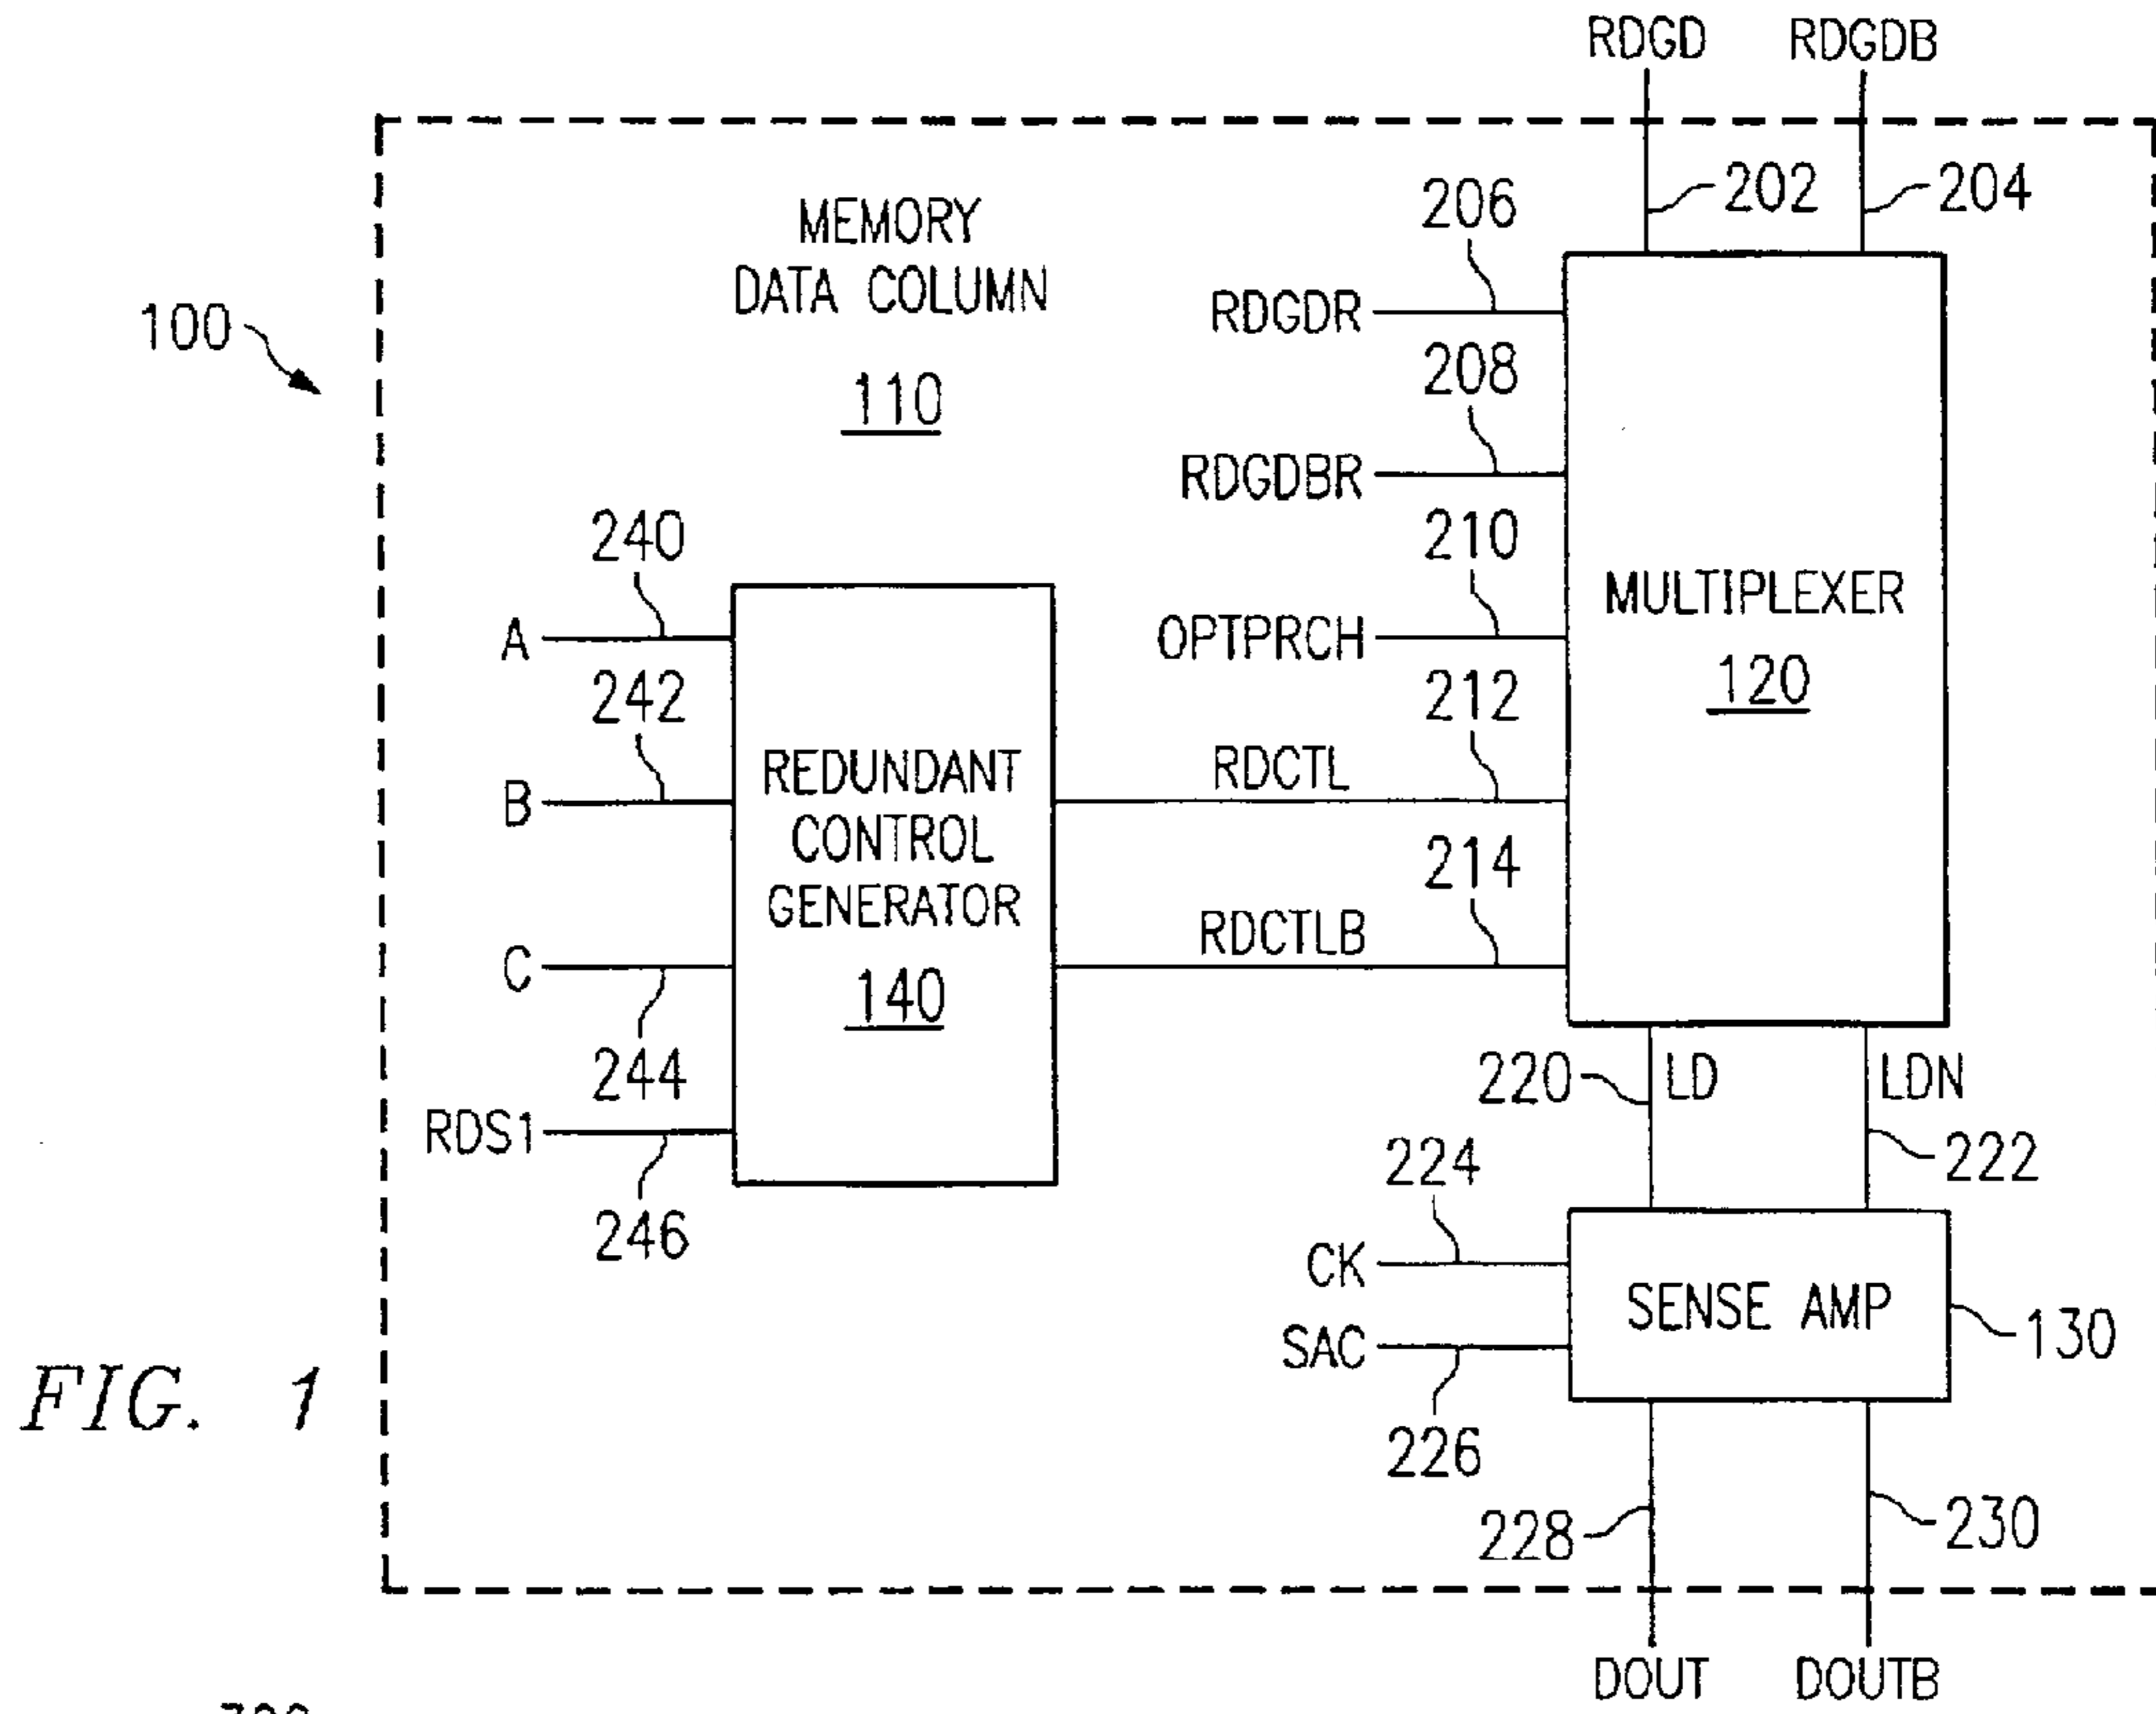 RDGD RDGDB
202 204
MEMORY
DATA COLUMN
110
100
206
RDGDR
208
RDGDBR
210
OPTPRCH
212
MULTIPLEXER
120
240
A
242
B
C
244
RDS1
246
REDUNDANT
CONTROL
GENERATOR
140
RDCTL
214
RDCTLB
220 LD LDN
222
224
CK
SAC
226
SENSE AMP
130
228 230
DOUT DOUTB
FIG. 1